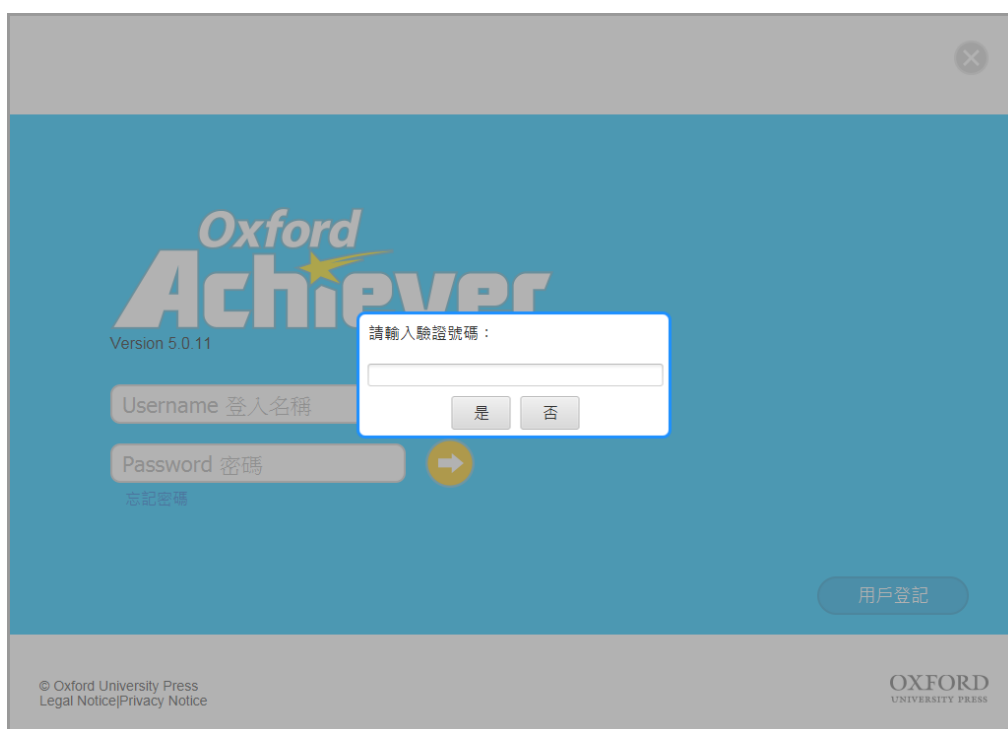 Oxford
Achiever
Version 5.0.11
請輸入驗證號碼：
是 否
Username 登入名稱
Password 密碼
忘記密碼
用戶登記
© Oxford University Press
Legal Notice|Privacy Notice
OXFORD
UNIVERSITY PRESS